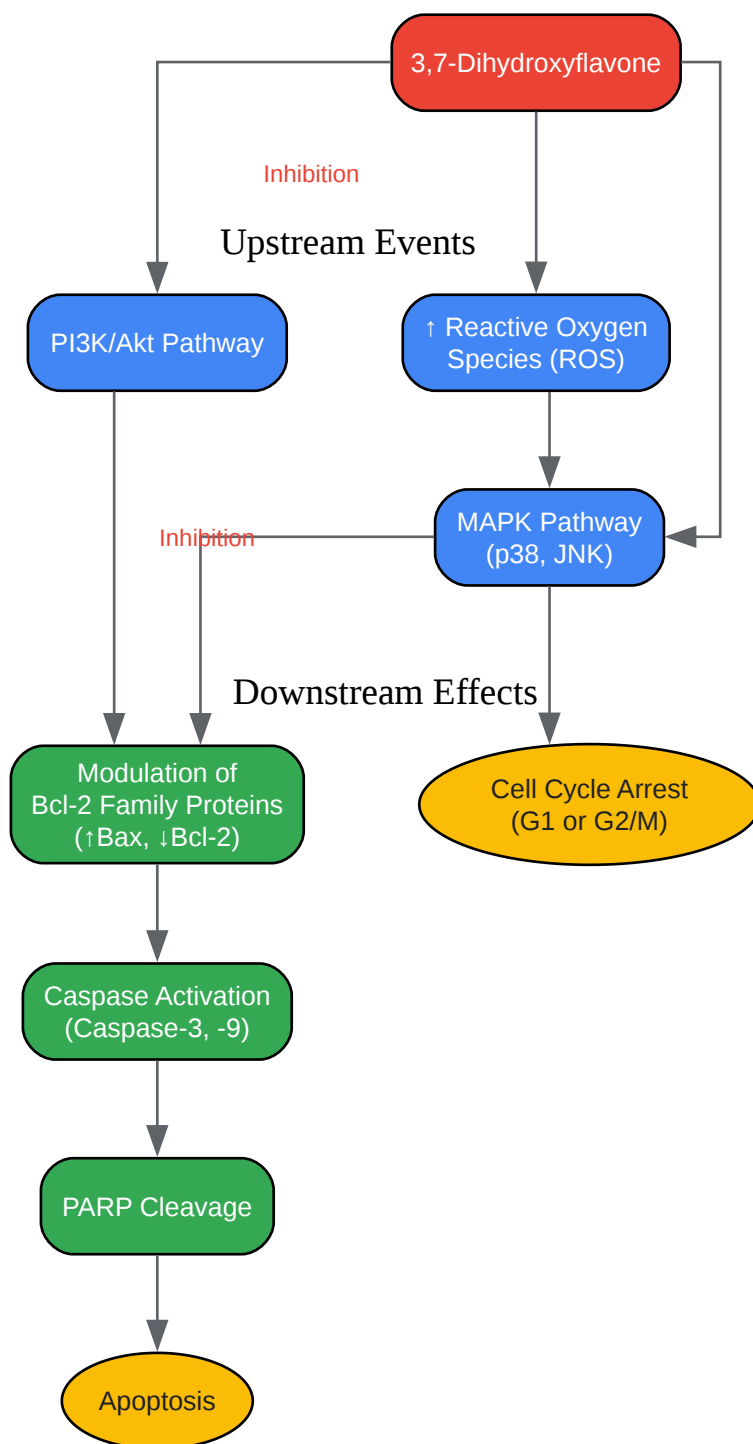 3,7-Dihydroxyflavone
Inhibition
Upstream Events
PI3K/Akt Pathway
↑ Reactive Oxygen
Species (ROS)
MAPK Pathway
(p38, JNK)
Inhibition
Downstream Effects
Modulation of
Bcl-2 Family Proteins
(↑Bax, ↓Bcl-2)
Cell Cycle Arrest
(G1 or G2/M)
Caspase Activation
(Caspase-3, -9)
PARP Cleavage
Apoptosis